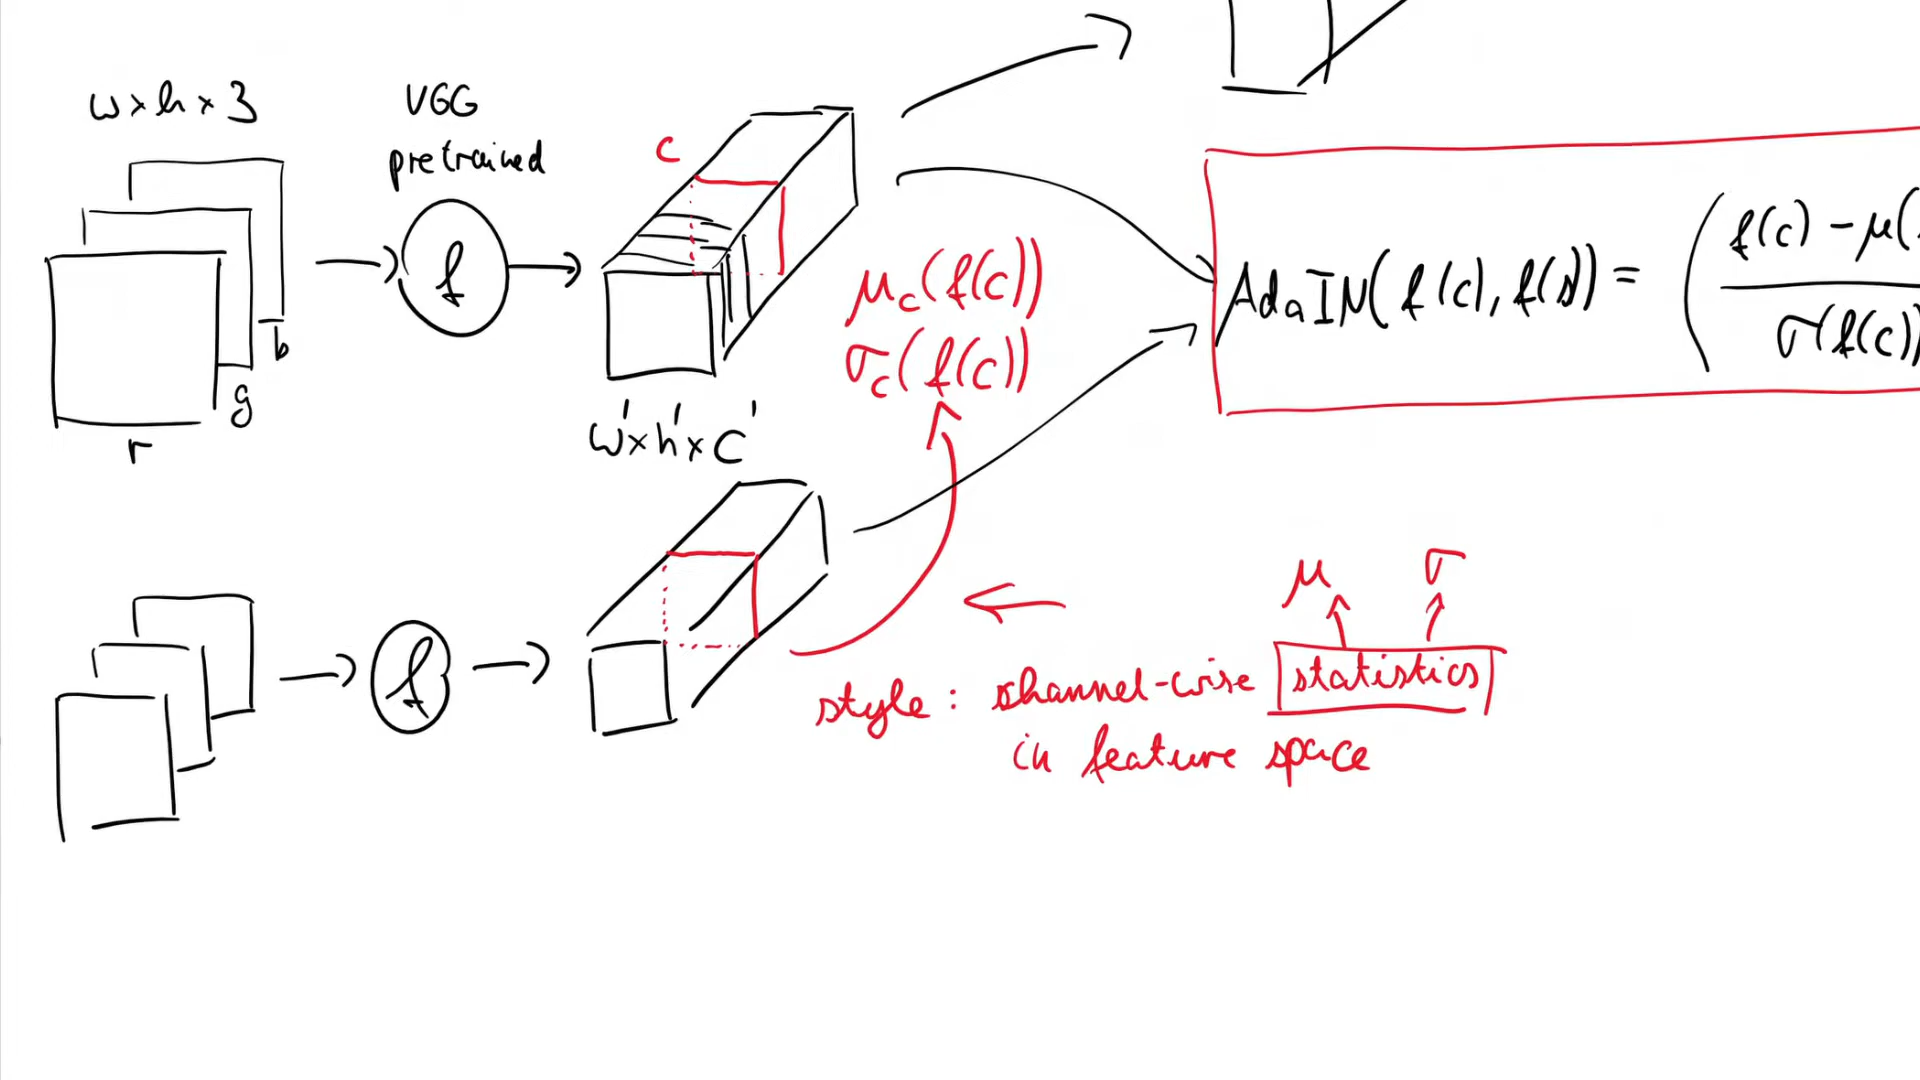 w×h×3
VGG
pretrained
r
g
b
f
c
w'×h'×c'
μc(f(c))
σc(f(c))
AdaIN(f(c), f(s)) =
f(c) - μ(
σ(f(c))
f
μ σ
style: channel-wise statistics
in feature space